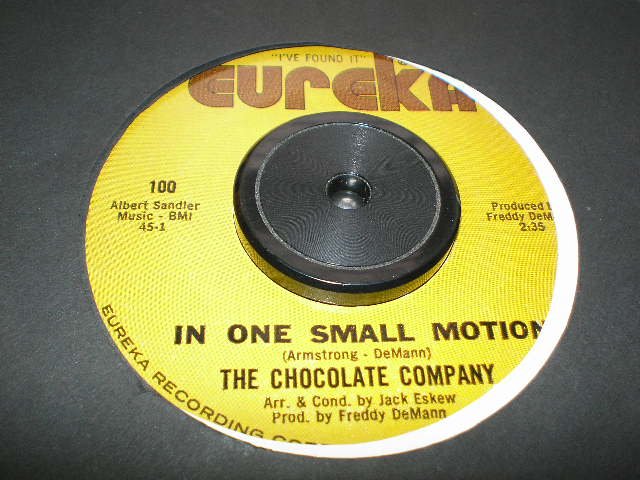 "I'VE FOUND IT"
EUREKA
100
Albert Sandler
Music - BMI
45-1
Produced
Freddy DeM
2:35
IN ONE SMALL MOTION
(Armstrong - DeMann)
THE CHOCOLATE COMPANY
Arr. & Cond. by Jack Eskew
Prod. by Freddy DeMann
EUREKA RECORDING COR